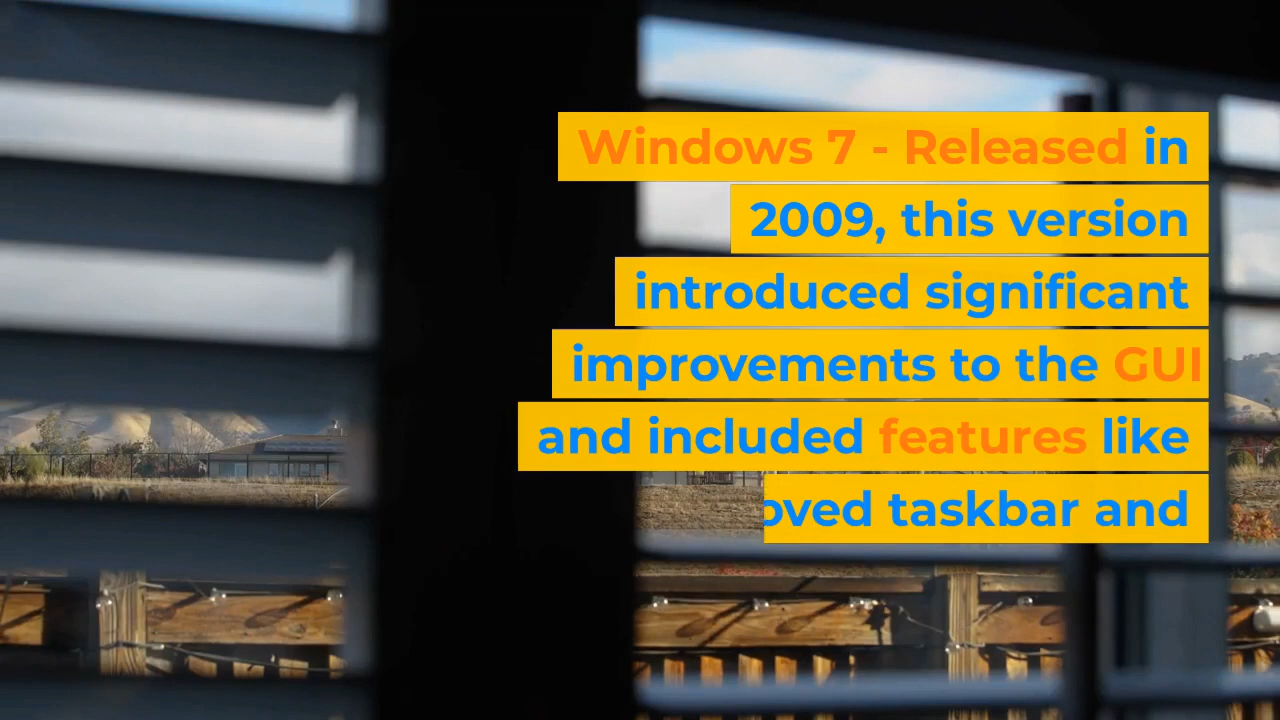 Windows 7 - Released in
2009, this version
introduced significant
improvements to the GUI
and included features like
taskbar and